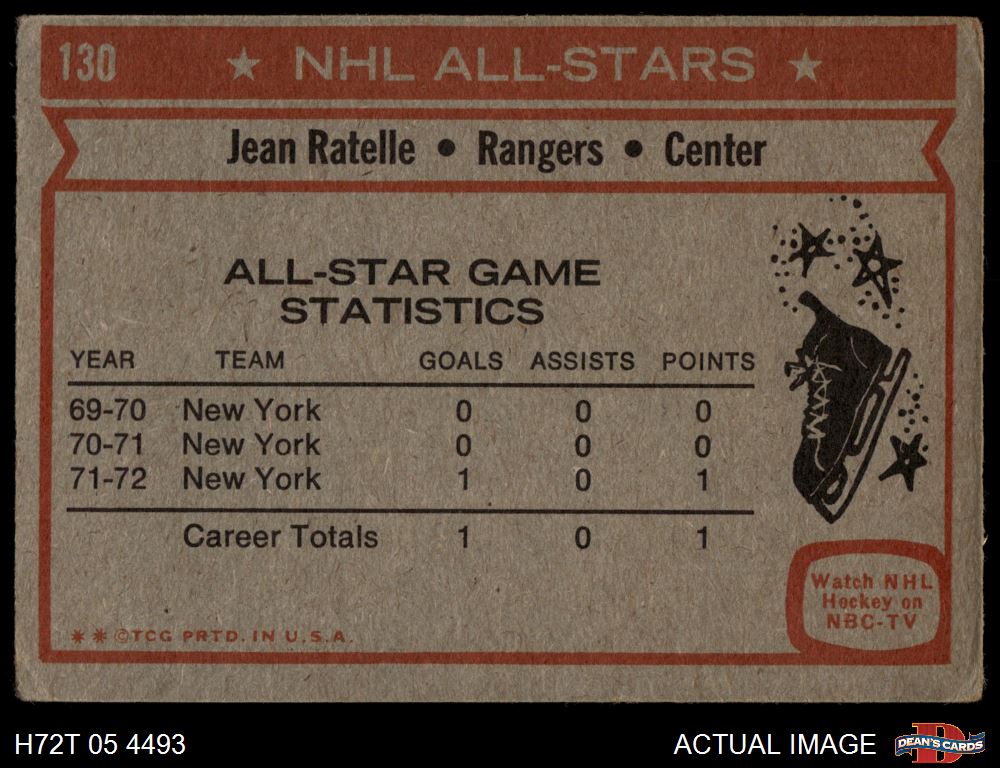 130 ★ NHL ALL-STARS ★
Jean Ratelle • Rangers • Center
ALL-STAR GAME
STATISTICS
YEAR TEAM GOALS ASSISTS POINTS
69-70 New York 0 0 0
70-71 New York 0 0 0
71-72 New York 1 0 1
Career Totals 1 0 1
Watch NHL
Hockey on
NBC-TV
✶ ✶ ©TCG PRTD. IN U.S.A.
H72T 05 4493
ACTUAL IMAGE
D
DEAN'S CARDS